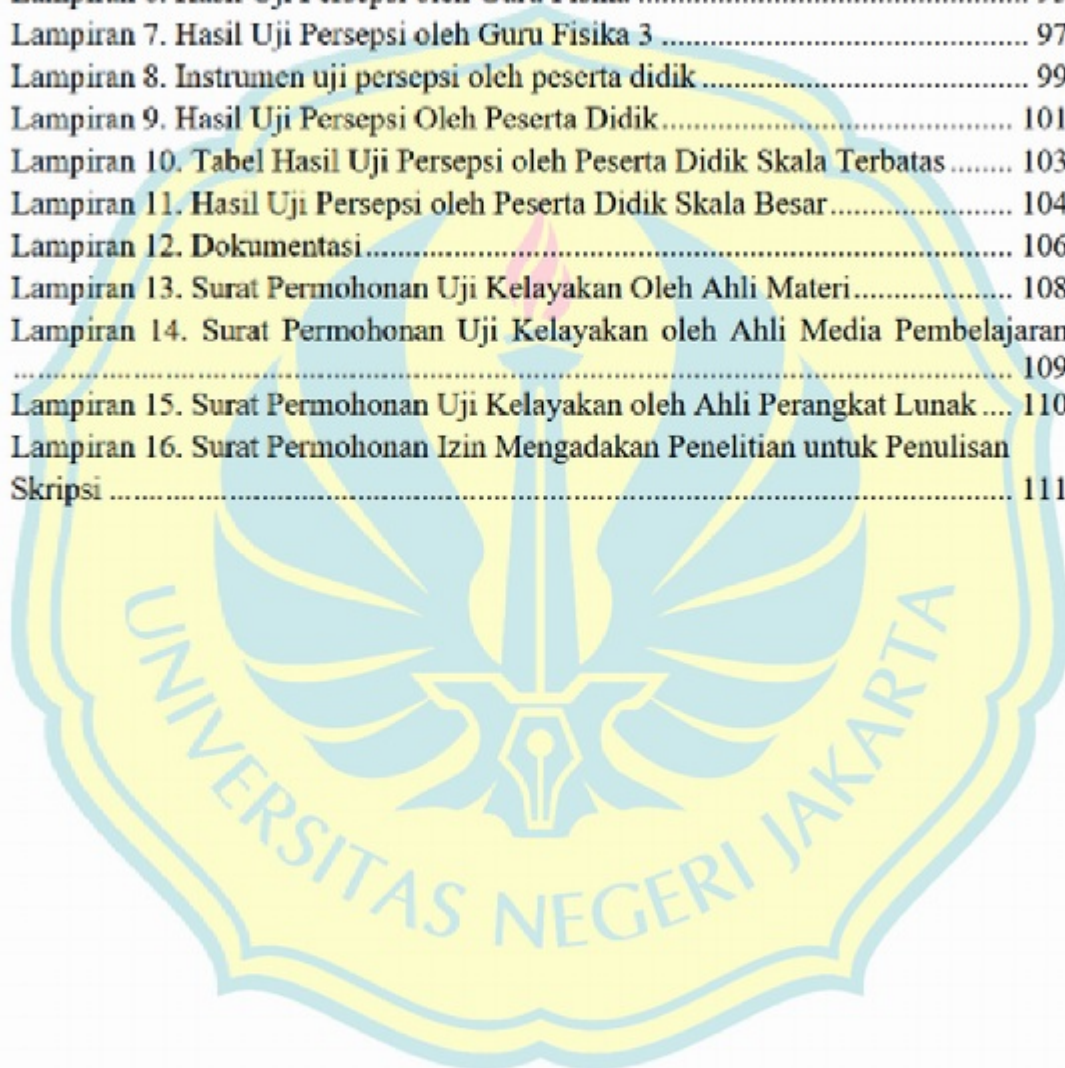 Lampiran 7. Hasil Uji Persepsi oleh Guru Fisika 3 ........................................................ 97
Lampiran 8. Instrumen uji persepsi oleh peserta didik .................................................. 99
Lampiran 9. Hasil Uji Persepsi Oleh Peserta Didik...................................................... 101
Lampiran 10. Tabel Hasil Uji Persepsi oleh Peserta Didik Skala Terbatas ........ 103
Lampiran 11. Hasil Uji Persepsi oleh Peserta Didik Skala Besar............................ 104
Lampiran 12. Dokumentasi.................................................................................................... 106
Lampiran 13. Surat Permohonan Uji Kelayakan Oleh Ahli Materi.................... 108
Lampiran 14. Surat Permohonan Uji Kelayakan oleh Ahli Media Pembelajaran
.................................................................................................................................................... 109
Lampiran 15. Surat Permohonan Uji Kelayakan oleh Ahli Perangkat Lunak .... 110
Lampiran 16. Surat Permohonan Izin Mengadakan Penelitian untuk Penulisan
Skripsi ...................................................................................................................................... 111
UNIVERSITAS NEGERI JAKARTA